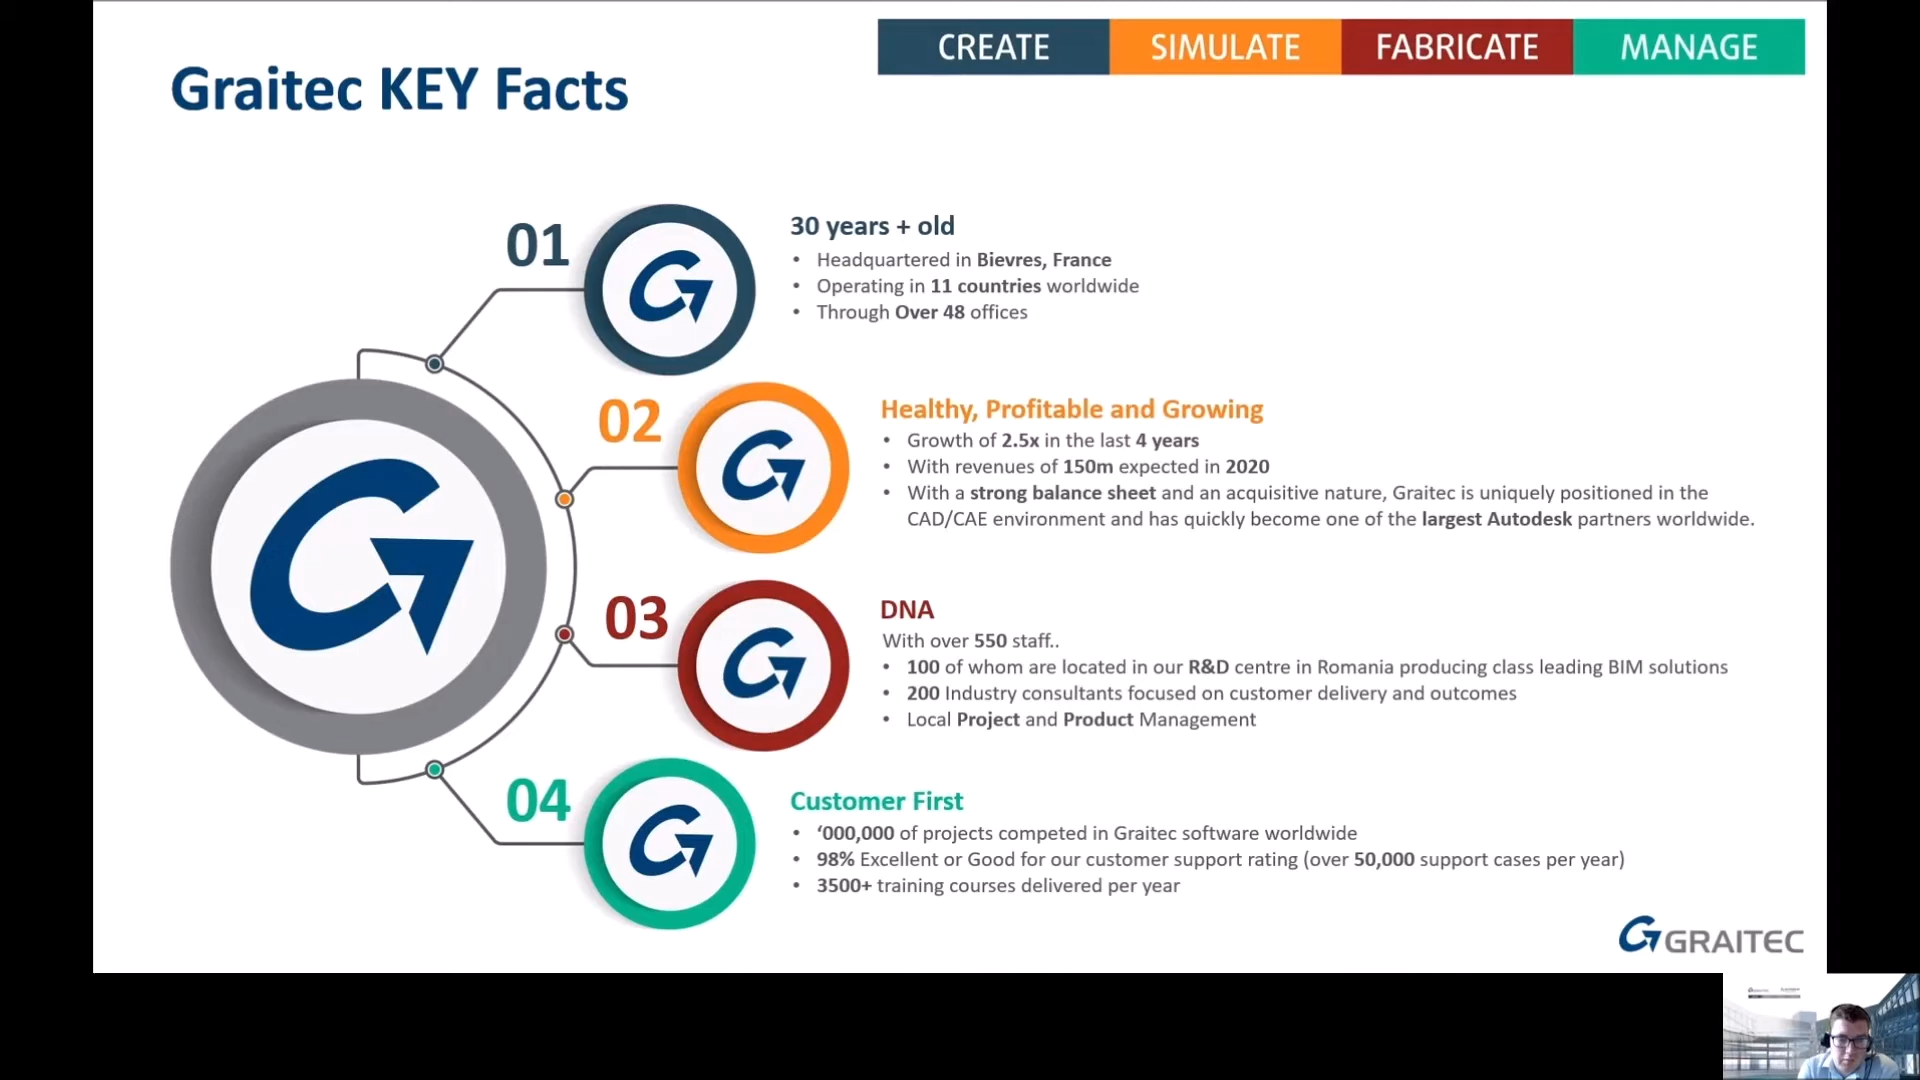 CREATE SIMULATE FABRICATE MANAGE
Graitec KEY Facts
01
30 years + old
• Headquartered in Bievres, France
• Operating in 11 countries worldwide
• Through Over 48 offices
02
Healthy, Profitable and Growing
• Growth of 2.5x in the last 4 years
• With revenues of 150m expected in 2020
• With a strong balance sheet and an acquisitive nature, Graitec is uniquely positioned in the
CAD/CAE environment and has quickly become one of the largest Autodesk partners worldwide.
03
DNA
With over 550 staff..
• 100 of whom are located in our R&D centre in Romania producing class leading BIM solutions
• 200 Industry consultants focused on customer delivery and outcomes
• Local Project and Product Management
04
Customer First
• ‘000,000 of projects competed in Graitec software worldwide
• 98% Excellent or Good for our customer support rating (over 50,000 support cases per year)
• 3500+ training courses delivered per year
GRAITEC